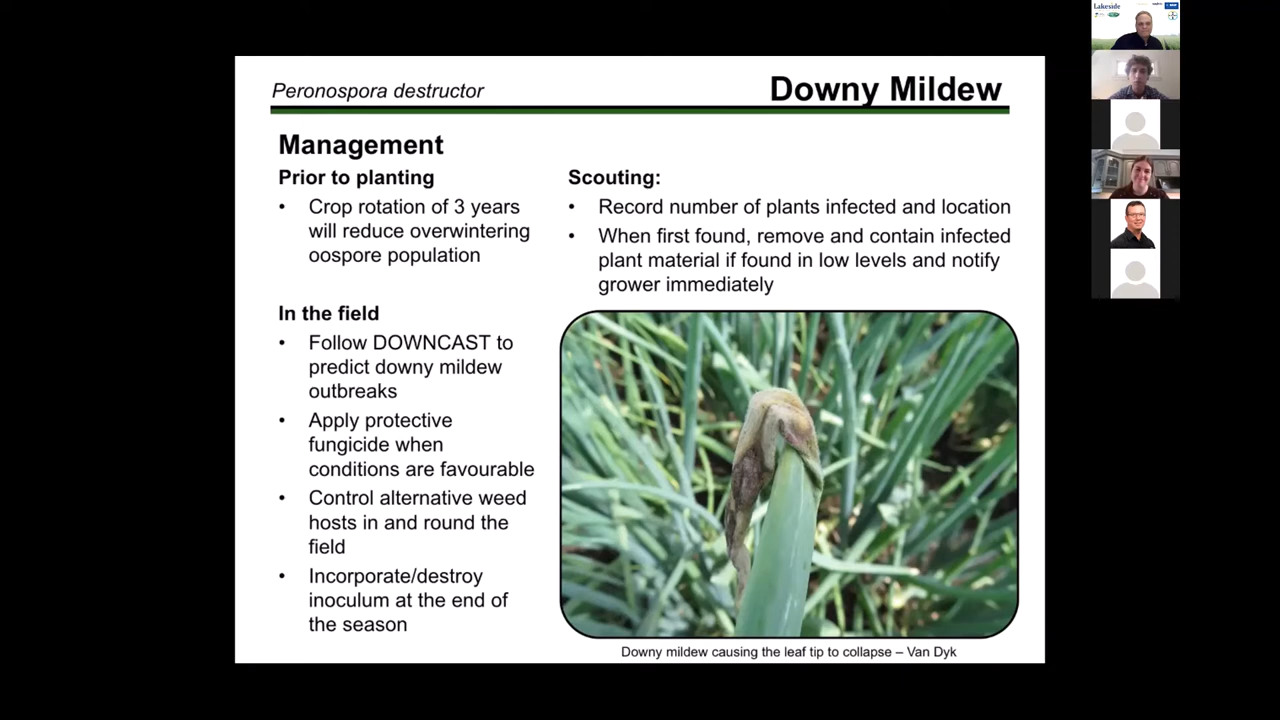 Peronospora destructor
Downy Mildew
Management
Prior to planting
• Crop rotation of 3 years
will reduce overwintering
oospore population
In the field
• Follow DOWNCAST to
predict downy mildew
outbreaks
• Apply protective
fungicide when
conditions are favourable
• Control alternative weed
hosts in and round the
field
• Incorporate/destroy
inoculum at the end of
the season
Scouting:
• Record number of plants infected and location
• When first found, remove and contain infected
plant material if found in low levels and notify
grower immediately
Downy mildew causing the leaf tip to collapse – Van Dyk
Lakeside